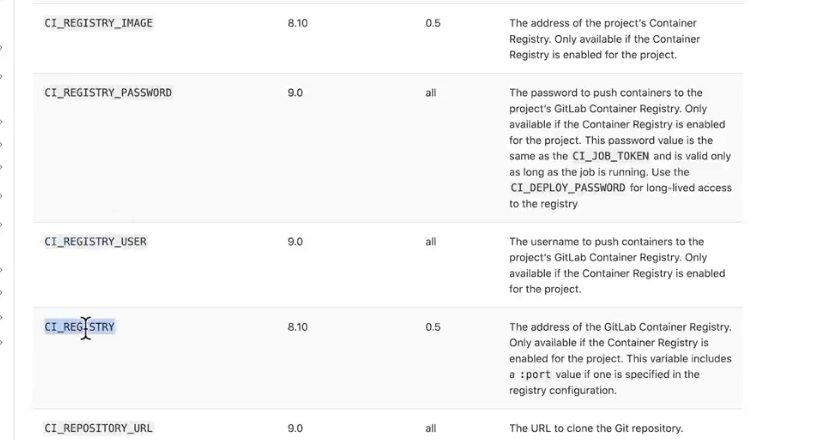 CI_REGISTRY_IMAGE 8.10 0.5 The address of the project's Container
Registry. Only available if the Container
Registry is enabled for the project.
CI_REGISTRY_PASSWORD 9.0 all The password to push containers to the
project's GitLab Container Registry. Only
available if the Container Registry is enabled
for the project. This password value is the
same as the CI_JOB_TOKEN and is valid only
as long as the job is running. Use the
CI_DEPLOY_PASSWORD for long-lived access
to the registry
CI_REGISTRY_USER 9.0 all The username to push containers to the
project's GitLab Container Registry. Only
available if the Container Registry is enabled
for the project.
CI_REGISTRY 8.10 0.5 The address of the GitLab Container Registry.
Only available if the Container Registry is
enabled for the project. This variable includes
a :port value if one is specified in the
registry configuration.
CI_REPOSITORY_URL 9.0 all The URL to clone the Git repository.